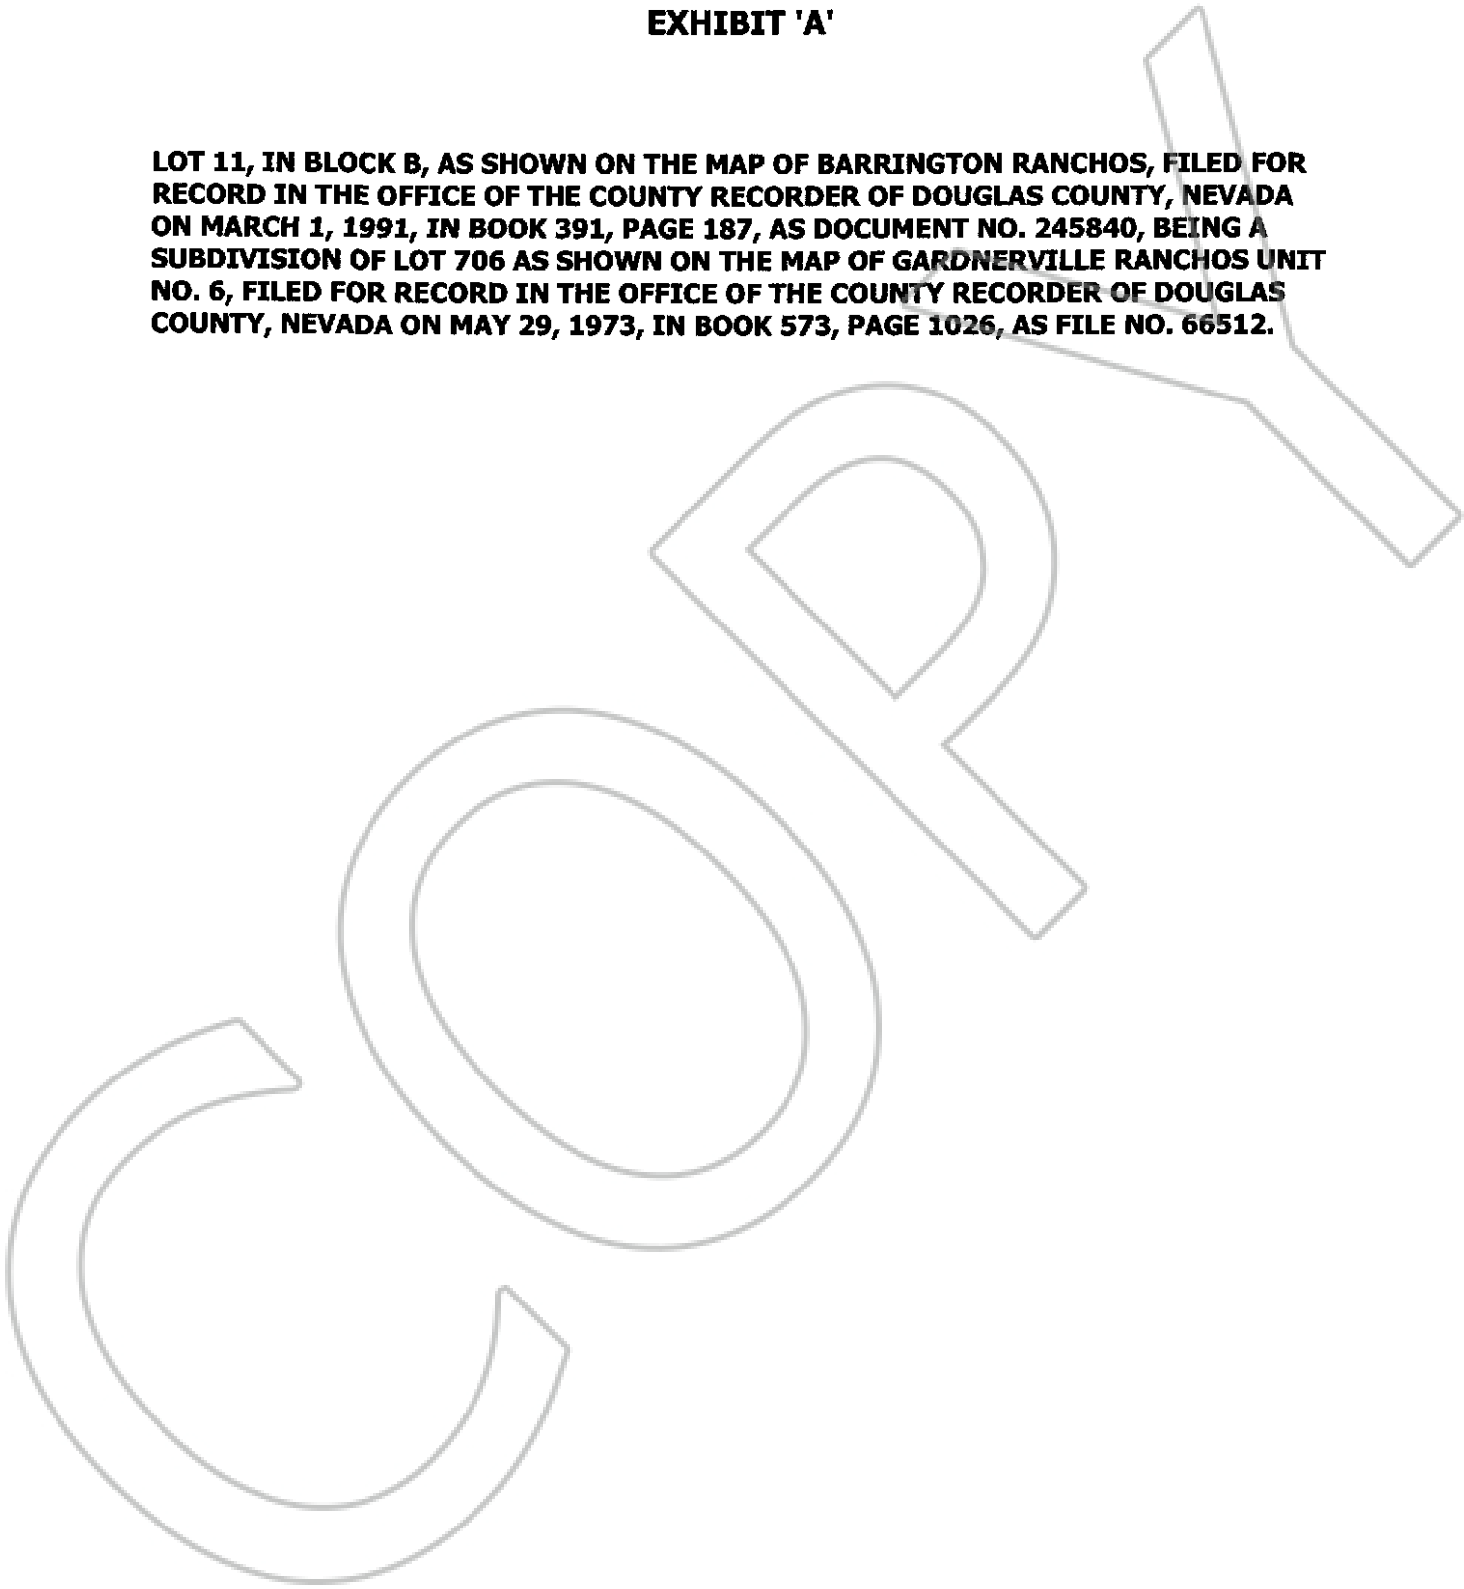 EXHIBIT 'A'
LOT 11, IN BLOCK B, AS SHOWN ON THE MAP OF BARRINGTON RANCHOS, FILED FOR
RECORD IN THE OFFICE OF THE COUNTY RECORDER OF DOUGLAS COUNTY, NEVADA
ON MARCH 1, 1991, IN BOOK 391, PAGE 187, AS DOCUMENT NO. 245840, BEING A
SUBDIVISION OF LOT 706 AS SHOWN ON THE MAP OF GARDNERVILLE RANCHOS UNIT
NO. 6, FILED FOR RECORD IN THE OFFICE OF THE COUNTY RECORDER OF DOUGLAS
COUNTY, NEVADA ON MAY 29, 1973, IN BOOK 573, PAGE 1026, AS FILE NO. 66512.
COPY